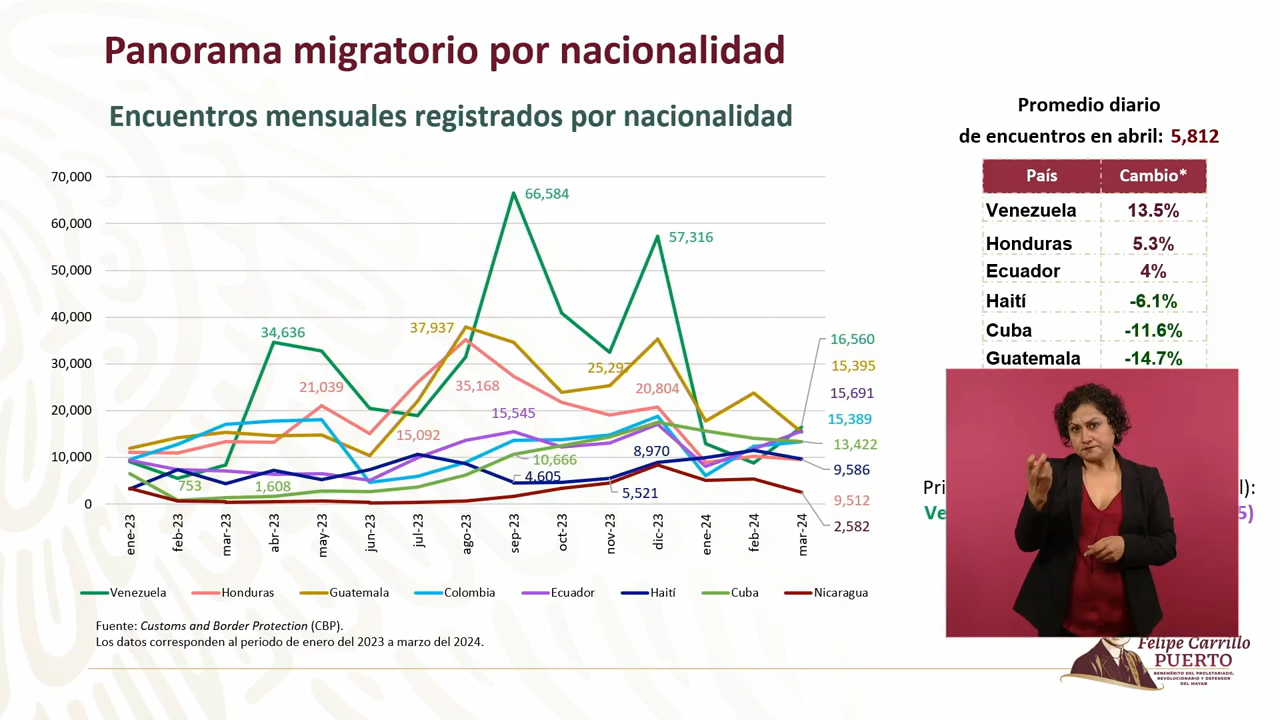 Panorama migratorio por nacionalidad
Encuentros mensuales registrados por nacionalidad
70,000
60,000
50,000
40,000
30,000
20,000
10,000
0
66,584
57,316
34,636
37,937
25,29
21,039
35,168
20,804
15,545
15,092
10,666
8,970
4,605
5,521
753
1,608
16,560
15,395
15,691
15,389
13,422
9,586
9,512
2,582
ene-23
feb-23
mar-23
abr-23
may-23
jun-23
jul-23
ago-23
sep-23
oct-23
nov-23
dic-23
ene-24
feb-24
mar-24
Venezuela Honduras Guatemala Colombia Ecuador Haití Cuba Nicaragua
Fuente: Customs and Border Protection (CBP).
Los datos corresponden al periodo de enero del 2023 a marzo del 2024.
Promedio diario
de encuentros en abril: 5,812
País Cambio*
Venezuela 13.5%
Honduras 5.3%
Ecuador 4%
Haití -6.1%
Cuba -11.6%
Guatemala -14.7%
Pri l):
Ve 5)
Felipe Carrillo
PUERTO
BENEMÉRITO DEL PROLETARIADO,
REVOLUCIONARIO Y DEFENSOR
DEL MAYAB